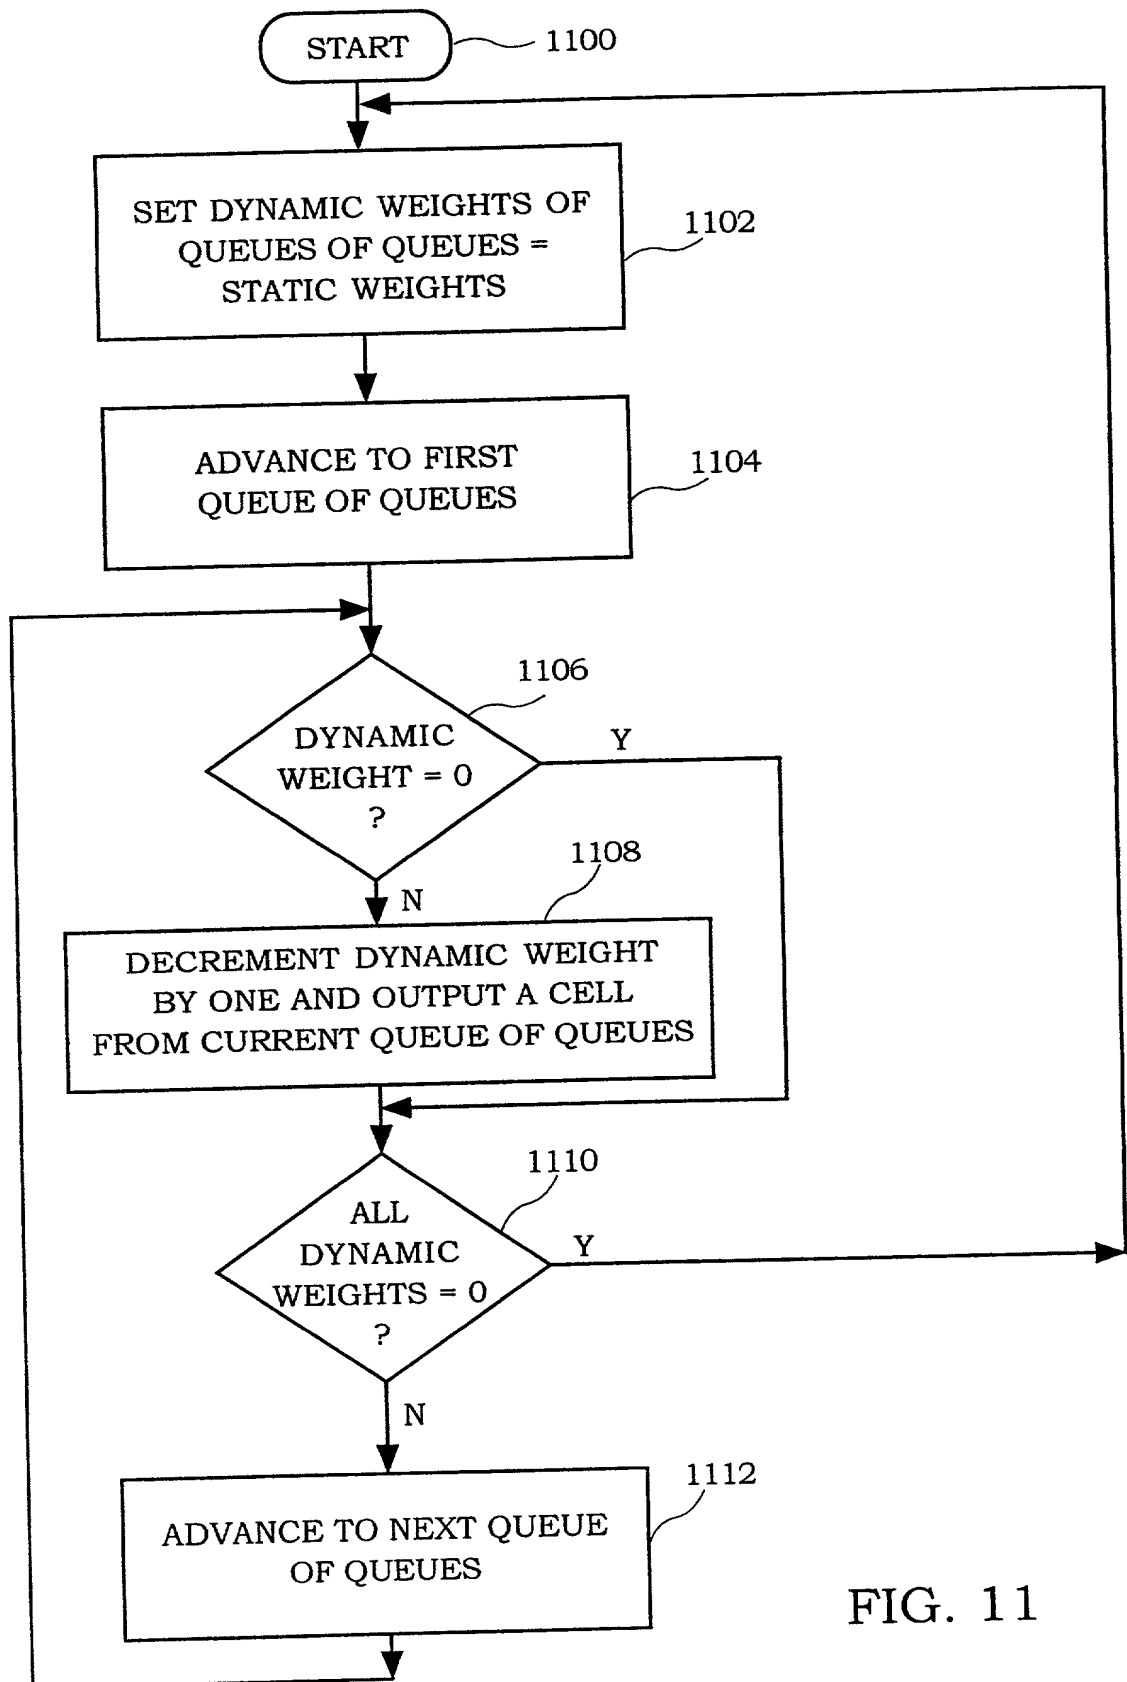 START
1100
SET DYNAMIC WEIGHTS OF
QUEUES OF QUEUES =
STATIC WEIGHTS
1102
ADVANCE TO FIRST
QUEUE OF QUEUES
1104
1106
DYNAMIC
WEIGHT = 0
?
Y
N
1108
DECREMENT DYNAMIC WEIGHT
BY ONE AND OUTPUT A CELL
FROM CURRENT QUEUE OF QUEUES
1110
ALL
DYNAMIC
WEIGHTS = 0
?
Y
N
1112
ADVANCE TO NEXT QUEUE
OF QUEUES
FIG. 11